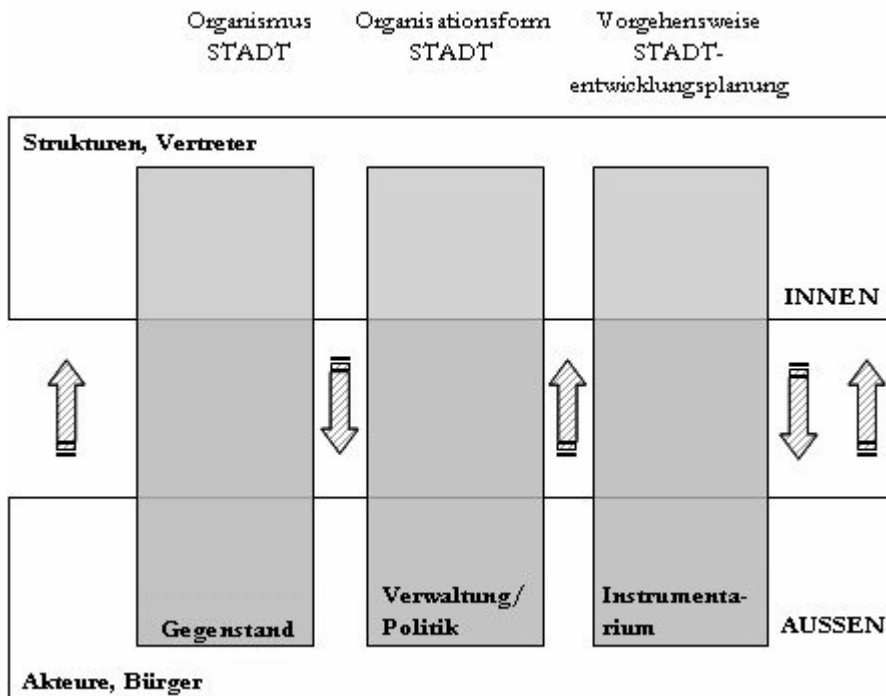 Organismus
STADT
Organisationsform
STADT
Vorgehensweise
STADT-
entwicklungsplanung
Strukturen, Vertreter
INNEN
Gegenstand
Verwaltung/
Politik
Instrumenta-
rium
AUSSEN
Akteure, Bürger